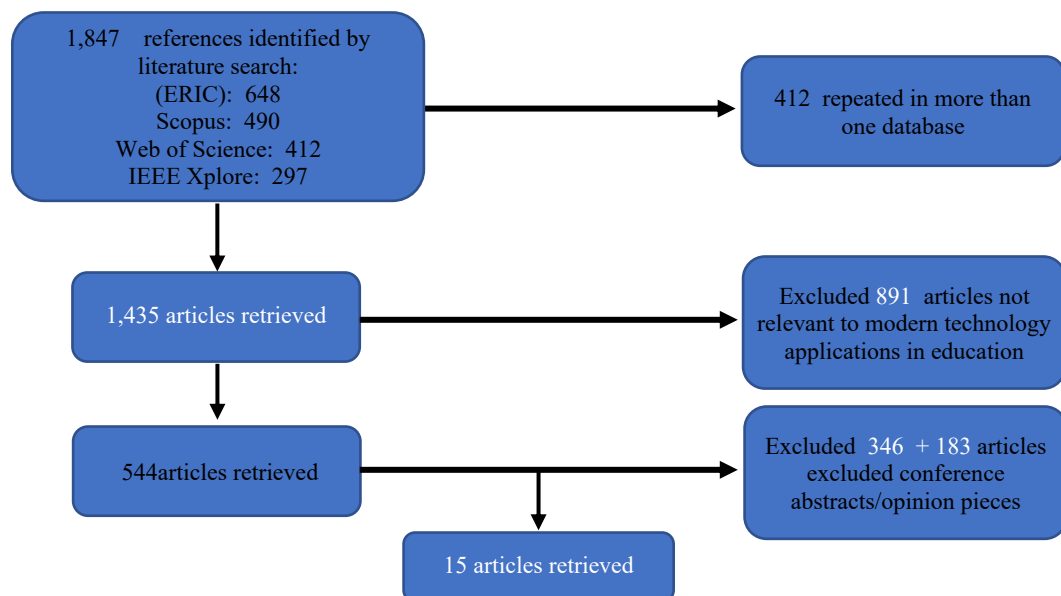 1,847 references identified by
literature search:
(ERIC): 648
Scopus: 490
Web of Science: 412
IEEE Xplore: 297
412 repeated in more than
one database
1,435 articles retrieved
Excluded 891 articles not
relevant to modern technology
applications in education
544articles retrieved
Excluded 346 + 183 articles
excluded conference
abstracts/opinion pieces
15 articles retrieved